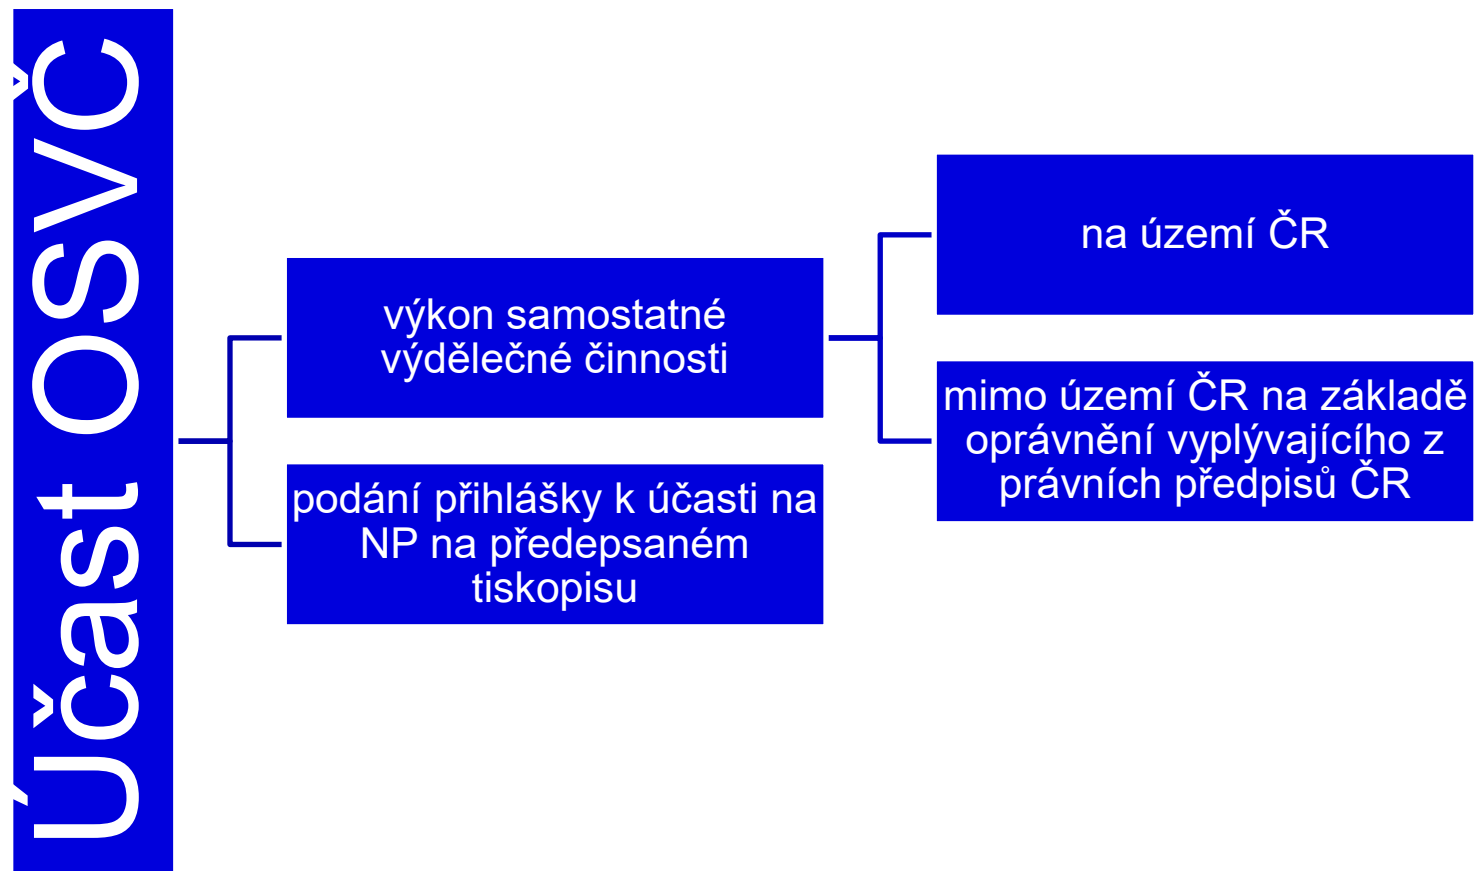 Účast OSVČ
výkon samostatné
výdělečné činnosti
podání přihlášky k účasti na
NP na předepsaném
tiskopisu
na území ČR
mimo území ČR na základě
oprávnění vyplývajícího z
právních předpisů ČR